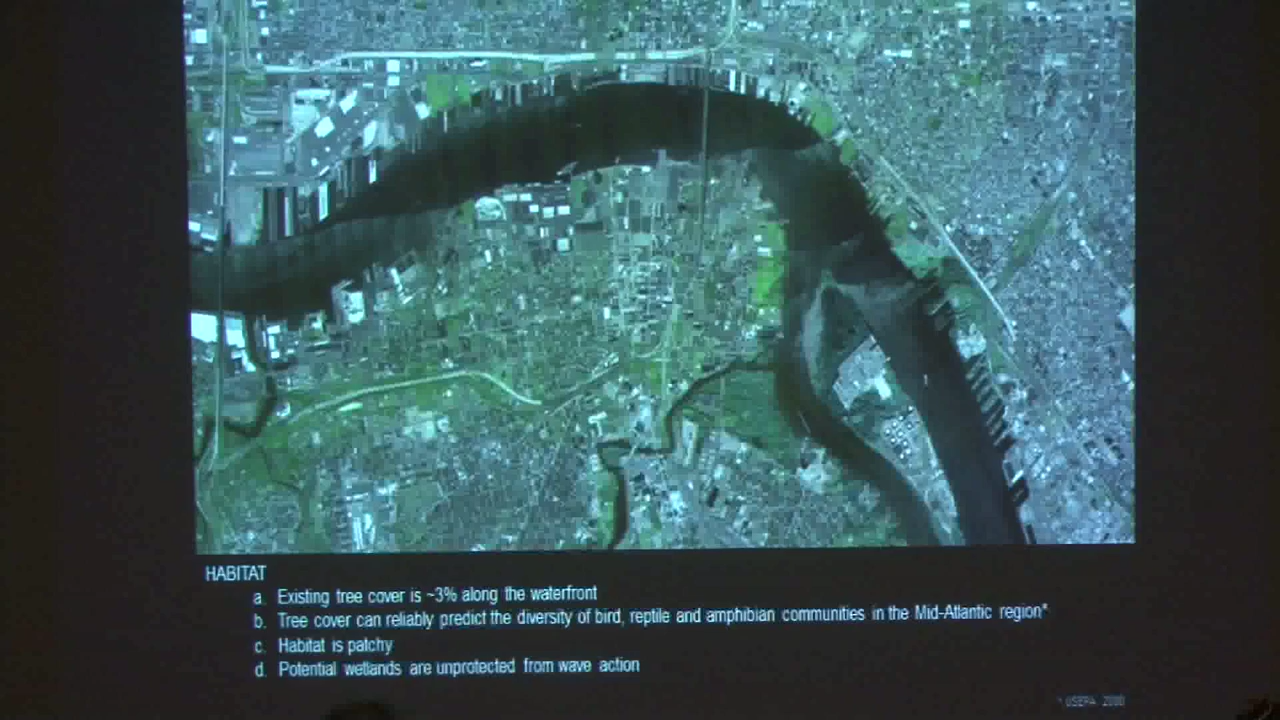 HABITAT
a. Existing tree cover is ~3% along the waterfront
b. Tree cover can reliably predict the diversity of bird, reptile and amphibian communities in the Mid-Atlantic region*
c. Habitat is patchy
d. Potential wetlands are unprotected from wave action
* USEPA, 2000